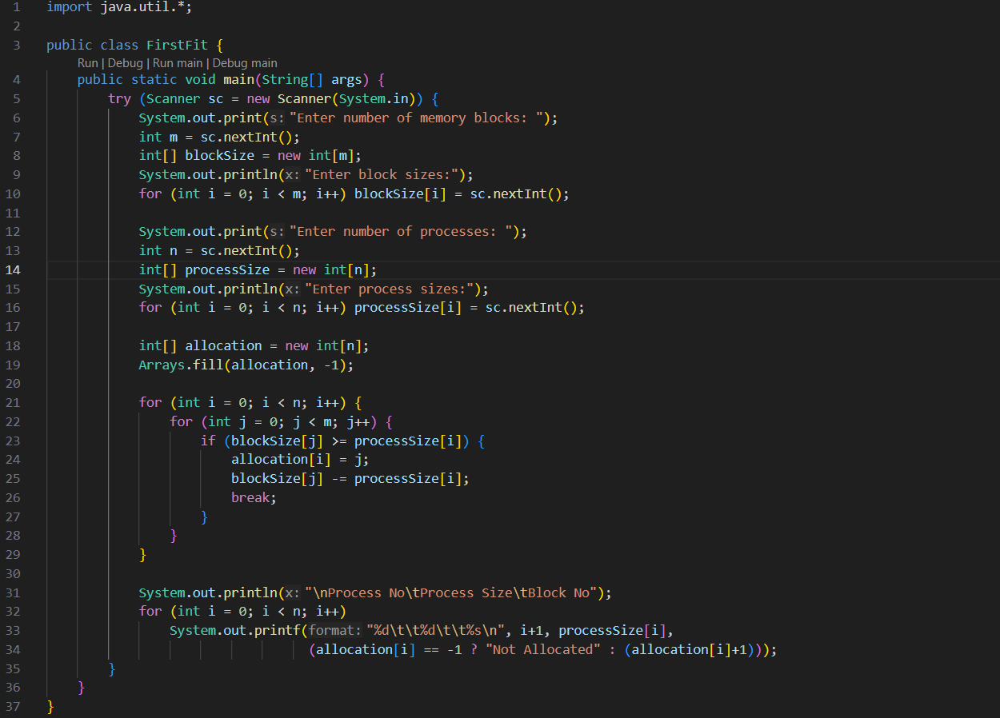 1 import java.util.*;
2
3 public class FirstFit {
Run | Debug | Run main | Debug main
4     public static void main(String[] args) {
5         try (Scanner sc = new Scanner(System.in)) {
6             System.out.print(s: "Enter number of memory blocks: ");
7             int m = sc.nextInt();
8             int[] blockSize = new int[m];
9             System.out.println(x: "Enter block sizes:");
10             for (int i = 0; i < m; i++) blockSize[i] = sc.nextInt();
11
12             System.out.print(s: "Enter number of processes: ");
13             int n = sc.nextInt();
14             int[] processSize = new int[n];
15             System.out.println(x: "Enter process sizes:");
16             for (int i = 0; i < n; i++) processSize[i] = sc.nextInt();
17
18             int[] allocation = new int[n];
19             Arrays.fill(allocation, -1);
20
21             for (int i = 0; i < n; i++) {
22                 for (int j = 0; j < m; j++) {
23                     if (blockSize[j] >= processSize[i]) {
24                         allocation[i] = j;
25                         blockSize[j] -= processSize[i];
26                         break;
27                     }
28                 }
29             }
30
31             System.out.println(x: "\nProcess No\tProcess Size\tBlock No");
32             for (int i = 0; i < n; i++)
33                 System.out.printf(format: "%d\t\t%d\t\t%s\n", i+1, processSize[i],
34                                   (allocation[i] == -1 ? "Not Allocated" : (allocation[i]+1)));
35         }
36     }
37 }